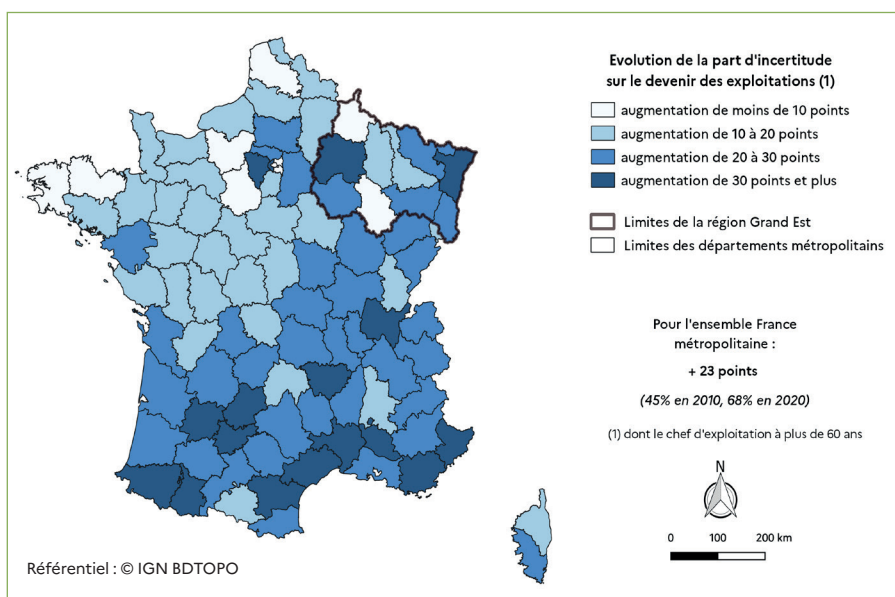 Evolution de la part d'incertitude
sur le devenir des exploitations (1)
augmentation de moins de 10 points
augmentation de 10 à 20 points
augmentation de 20 à 30 points
augmentation de 30 points et plus
Limites de la région Grand Est
Limites des départements métropolitains
Pour l'ensemble France
métropolitaine :
+ 23 points
(45% en 2010, 68% en 2020)
(1) dont le chef d'exploitation à plus de 60 ans
N
0 100 200 km
Référentiel : © IGN BDTOPO